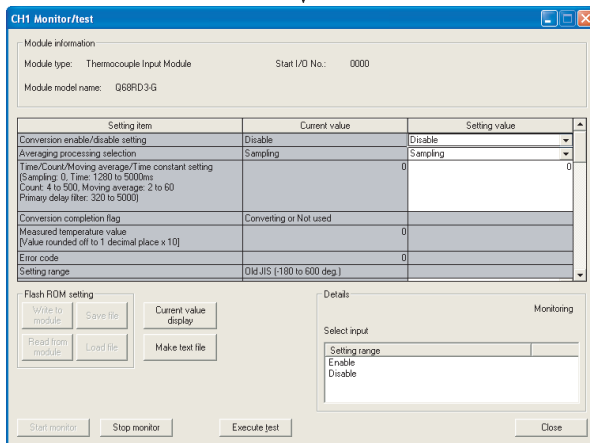 CH1 Monitor/test
Module information
Module type: Thermocouple Input Module Start I/O No.: 0000
Module model name: Q68RD3-G
Setting item Current value Setting value
Conversion enable/disable setting Disable Disable
Averaging processing selection Sampling Sampling
Time/Count/Moving average/Time constant setting 0 0
(Sampling: 0, Time: 1280 to 5000ms
Count: 4 to 500, Moving average: 2 to 60
Primary delay filter: 320 to 5000)
Conversion completion flag Converting or Not used
Measured temperature value 0
[Value rounded off to 1 decimal place x 10]
Error code 0
Setting range Old JIS (-180 to 600 deg.)
Flash ROM setting
Write to
module
Save file
Read from
module
Load file
Current value
display
Make text file
Details
Monitoring
Select input
Setting range
Enable
Disable
Start monitor Stop monitor Execute test Close